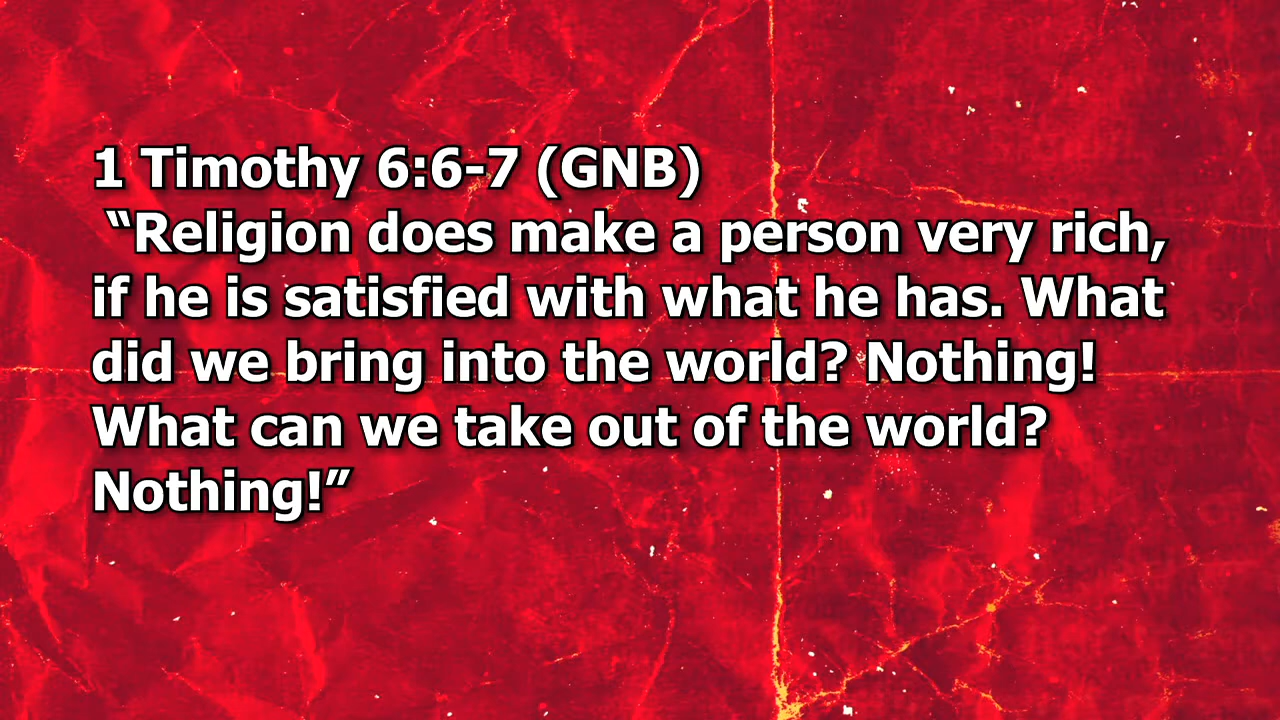 1 Timothy 6:6-7 (GNB)
“Religion does make a person very rich,
if he is satisfied with what he has. What
did we bring into the world? Nothing!
What can we take out of the world?
Nothing!”